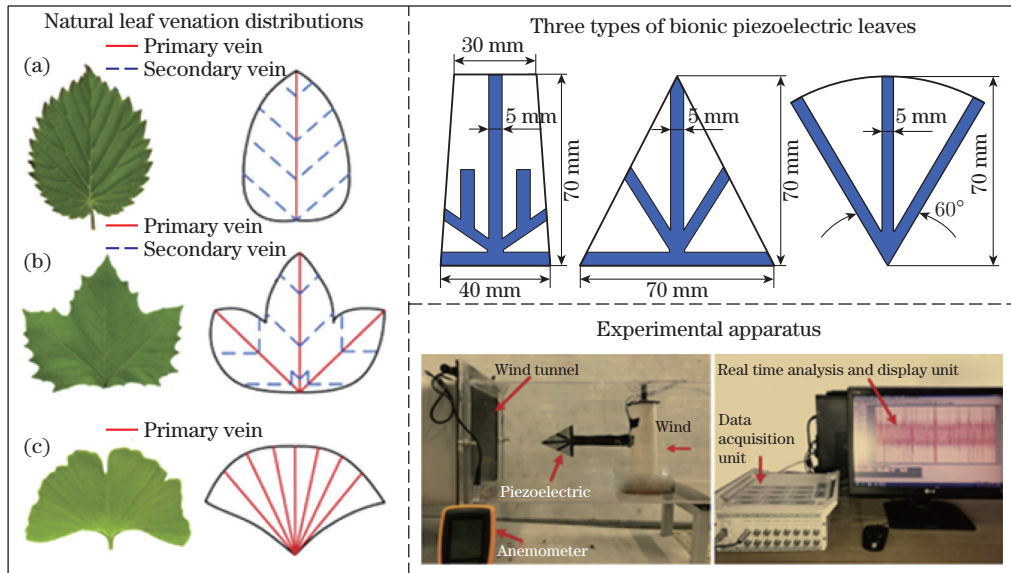 Natural leaf venation distributions
Primary vein
Secondary vein
(a)
Primary vein
Secondary vein
(b)
Primary vein
(c)
Three types of bionic piezoelectric leaves
30 mm
5 mm
70 mm
40 mm
5 mm
70 mm
70 mm
5 mm
70 mm
60°
Experimental apparatus
Wind tunnel
Wind
Piezoelectric
Anemometer
Real time analysis and display unit
Data
acquisition
unit